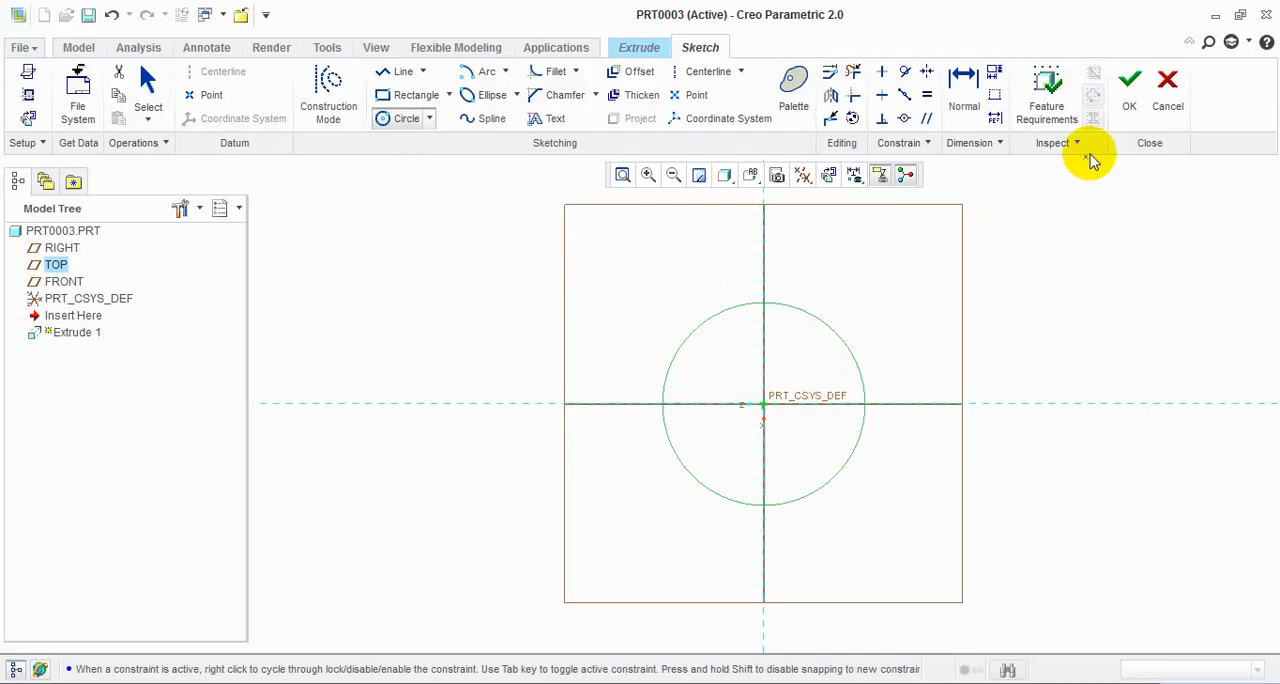 PRT0003 (Active) - Creo Parametric 2.0
File Model Analysis Annotate Render Tools View Flexible Modeling Applications Extrude Sketch
Centerline Line Arc Fillet Offset Centerline
Point Rectangle Ellipse Chamfer Thicken Point
File System Select Coordinate System Construction Mode Circle Spline Text Project Coordinate System Palette Normal Feature Requirements OK Cancel
Setup Get Data Operations Datum Sketching Editing Constrain Dimension Inspect Close
Model Tree
PRT0003.PRT
RIGHT
TOP
FRONT
PRT_CSYS_DEF
Insert Here
Extrude 1
PRT_CSYS_DEF
Z
X
• When a constraint is active, right click to cycle through lock/disable/enable the constraint. Use Tab key to toggle active constraint. Press and hold Shift to disable snapping to new constrain